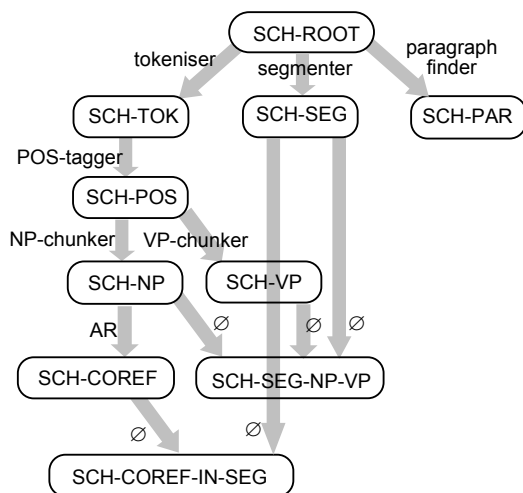 SCH-ROOT
tokeniser
segmenter
paragraph
finder
SCH-TOK
SCH-SEG
SCH-PAR
POS-tagger
SCH-POS
NP-chunker
VP-chunker
SCH-NP
SCH-VP
AR
∅
∅
∅
SCH-COREF
SCH-SEG-NP-VP
∅
∅
SCH-COREF-IN-SEG